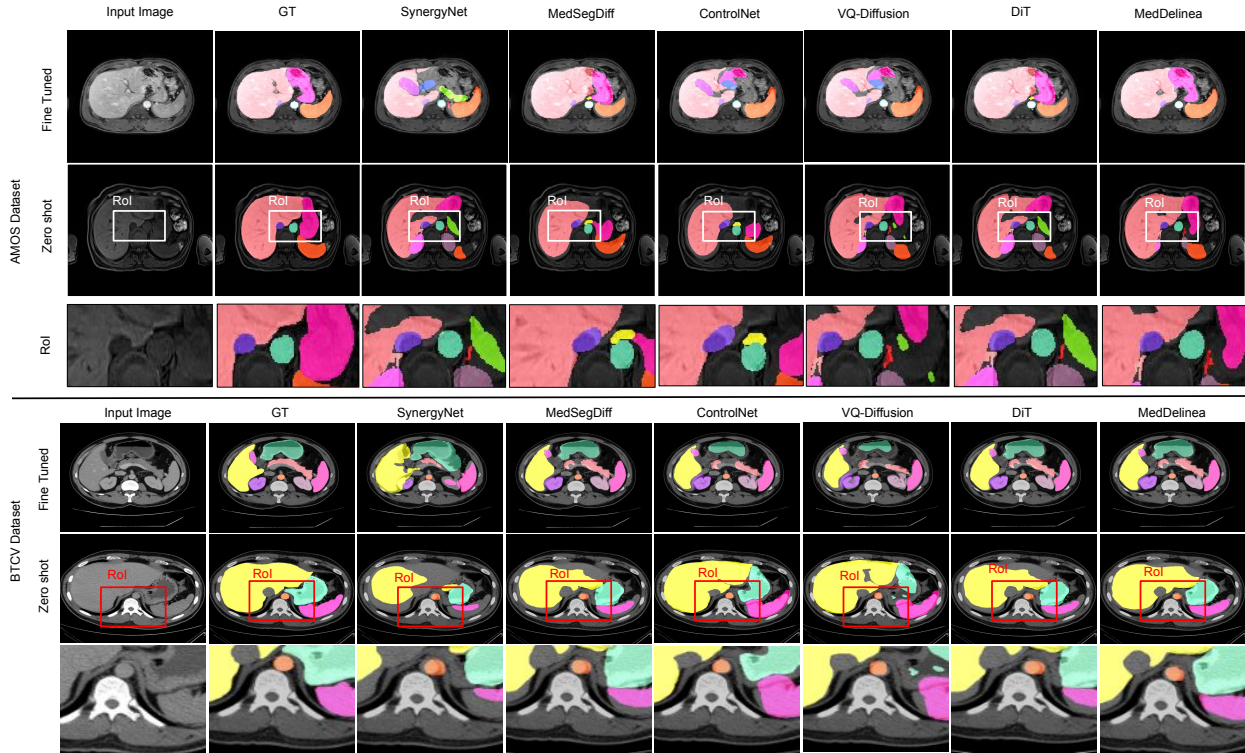 Input Image GT SynergyNet MedSegDiff ControlNet VQ-Diffusion DiT MedDelinea
AMOS Dataset
Fine Tuned
Zero shot
RoI RoI RoI RoI RoI RoI RoI RoI
RoI
Input Image GT SynergyNet MedSegDiff ControlNet VQ-Diffusion DiT MedDelinea
BTCV Dataset
Fine Tuned
Zero shot
RoI RoI RoI RoI RoI RoI RoI RoI